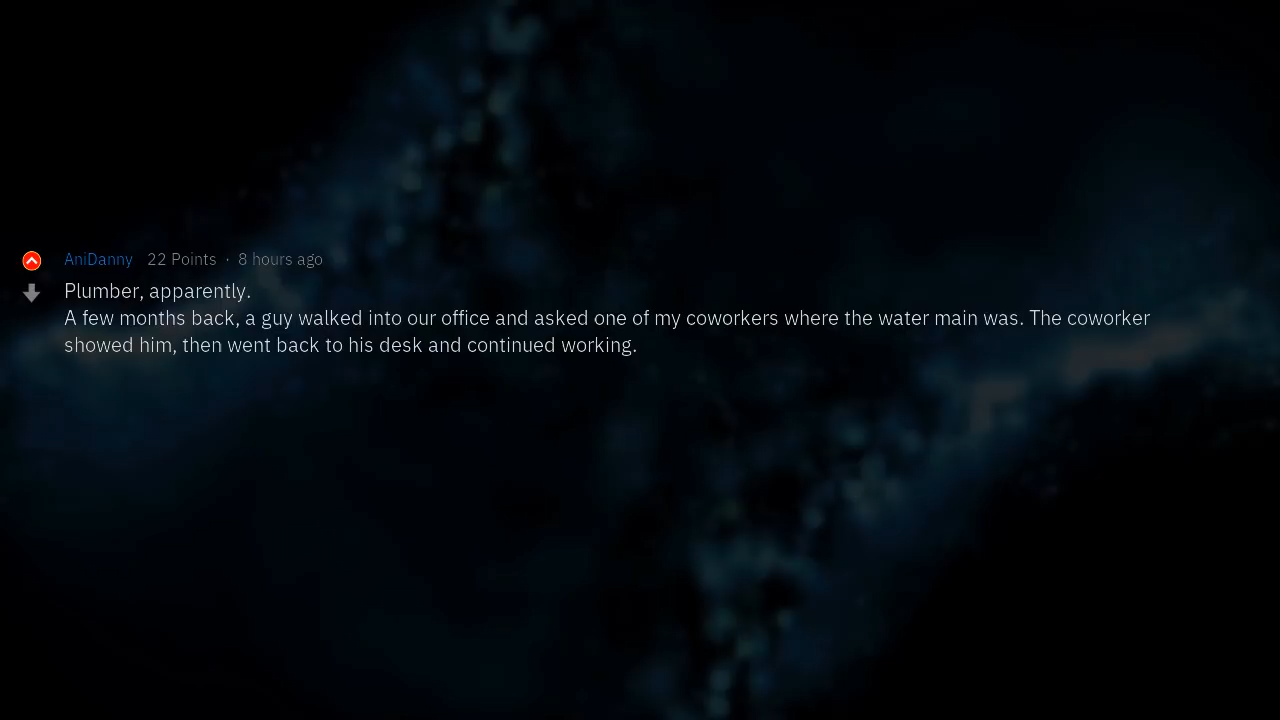 AniDanny 22 Points · 8 hours ago
Plumber, apparently.
A few months back, a guy walked into our office and asked one of my coworkers where the water main was. The coworker
showed him, then went back to his desk and continued working.